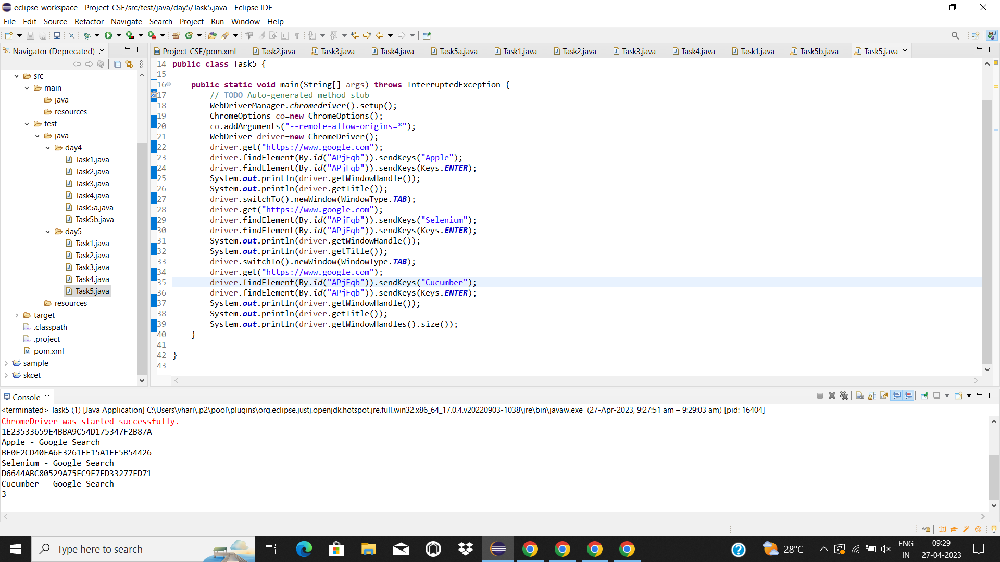 eclipse-workspace - Project_CSE/src/test/java/day5/Task5.java - Eclipse IDE
File Edit Source Refactor Navigate Search Project Run Window Help
Navigator (Deprecated)
Project_CSE/pom.xml Task2.java Task3.java Task4.java Task5a.java Task1.java Task2.java Task3.java Task4.java Task1.java Task5b.java Task5.java
src
main
java
resources
test
java
day4
Task1.java
Task2.java
Task3.java
Task4.java
Task5a.java
Task5b.java
day5
Task1.java
Task2.java
Task3.java
Task4.java
Task5.java
resources
target
.classpath
.project
pom.xml
sample
skcet
14 public class Task5 {
15
16 public static void main(String[] args) throws InterruptedException {
17 // TODO Auto-generated method stub
18 WebDriverManager.chromedriver().setup();
19 ChromeOptions co=new ChromeOptions();
20 co.addArguments("--remote-allow-origins=*");
21 WebDriver driver=new ChromeDriver();
22 driver.get("https://www.google.com");
23 driver.findElement(By.id("APjFqb")).sendKeys("Apple");
24 driver.findElement(By.id("APjFqb")).sendKeys(Keys.ENTER);
25 System.out.println(driver.getWindowHandle());
26 System.out.println(driver.getTitle());
27 driver.switchTo().newWindow(WindowType.TAB);
28 driver.get("https://www.google.com");
29 driver.findElement(By.id("APjFqb")).sendKeys("Selenium");
30 driver.findElement(By.id("APjFqb")).sendKeys(Keys.ENTER);
31 System.out.println(driver.getWindowHandle());
32 System.out.println(driver.getTitle());
33 driver.switchTo().newWindow(WindowType.TAB);
34 driver.get("https://www.google.com");
35 driver.findElement(By.id("APjFqb")).sendKeys("Cucumber");
36 driver.findElement(By.id("APjFqb")).sendKeys(Keys.ENTER);
37 System.out.println(driver.getWindowHandle());
38 System.out.println(driver.getTitle());
39 System.out.println(driver.getWindowHandles().size());
40 }
41
42 }
43
Console
<terminated> Task5 (1) [Java Application] C:\Users\vhari\.p2\pool\plugins\org.eclipse.justj.openjdk.hotspot.jre.full.win32.x86_64_17.0.4.v20220903-1038\jre\bin\javaw.exe (27-Apr-2023, 9:27:51 am – 9:29:03 am) [pid: 16404]
ChromeDriver was started successfully.
1E23533659E4BBA9C54D175347F2B87A
Apple - Google Search
BE0F2CD40FA6F3261FE15A1FF5B54426
Selenium - Google Search
D6644ABC80529A75EC9E7FD33277ED71
Cucumber - Google Search
3
Type here to search
28°C
ENG
IN
09:29
27-04-2023